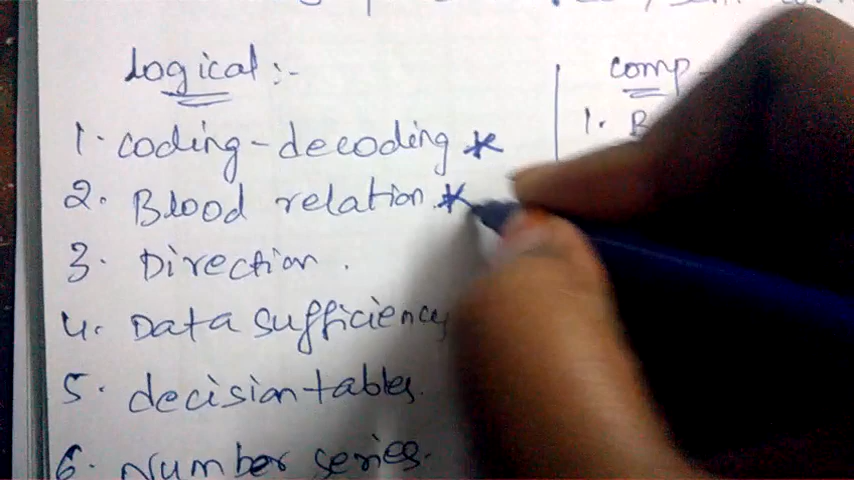 Logical :-
1. coding-decoding *
2. Blood relation. *
3. Direction .
4. Data sufficiency
5. decision tables.
6. Number series.
comp
1. B